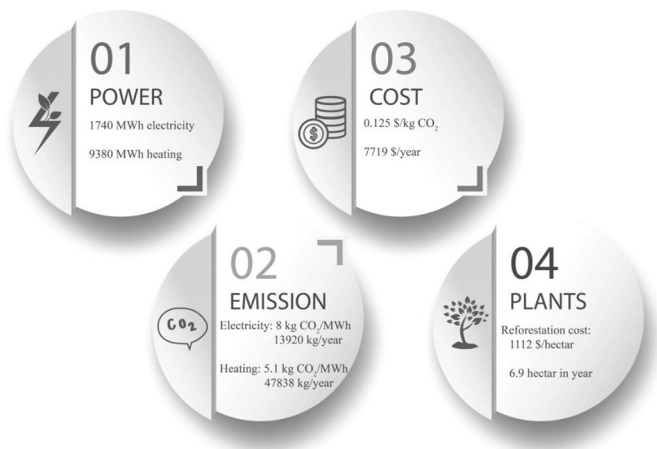 01
POWER
1740 MWh electricity
9380 MWh heating
CO2
02
EMISSION
Electricity: 8 kg CO₂/MWh
13920 kg/year
Heating: 5.1 kg CO₂/MWh
47838 kg/year
$
03
COST
0.125 $/kg CO₂
7719 $/year
04
PLANTS
Reforestation cost:
1112 $/hectar
6.9 hectar in year